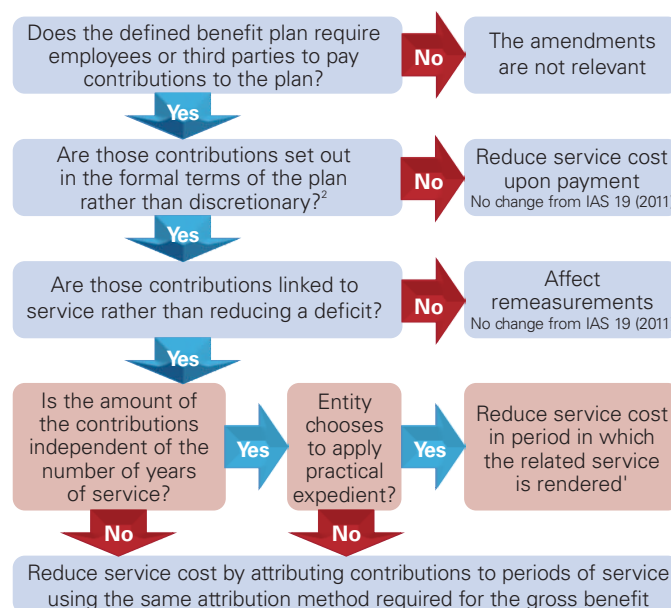 Does the defined benefit plan require
employees or third parties to pay
contributions to the plan?
No
The amendments
are not relevant
Yes
Are those contributions set out
in the formal terms of the plan
rather than discretionary?²
No
Reduce service cost
upon payment
No change from IAS 19 (2011)
Yes
Are those contributions linked to
service rather than reducing a deficit?
No
Affect
remeasurements
No change from IAS 19 (2011
Yes
Is the amount of
the contributions
independent of the
number of years
of service?
Yes
Entity
chooses
to apply
practical
expedient?
Yes
Reduce service cost
in period in which
the related service
is rendered'
No
No
Reduce service cost by attributing contributions to periods of service
using the same attribution method required for the gross benefit